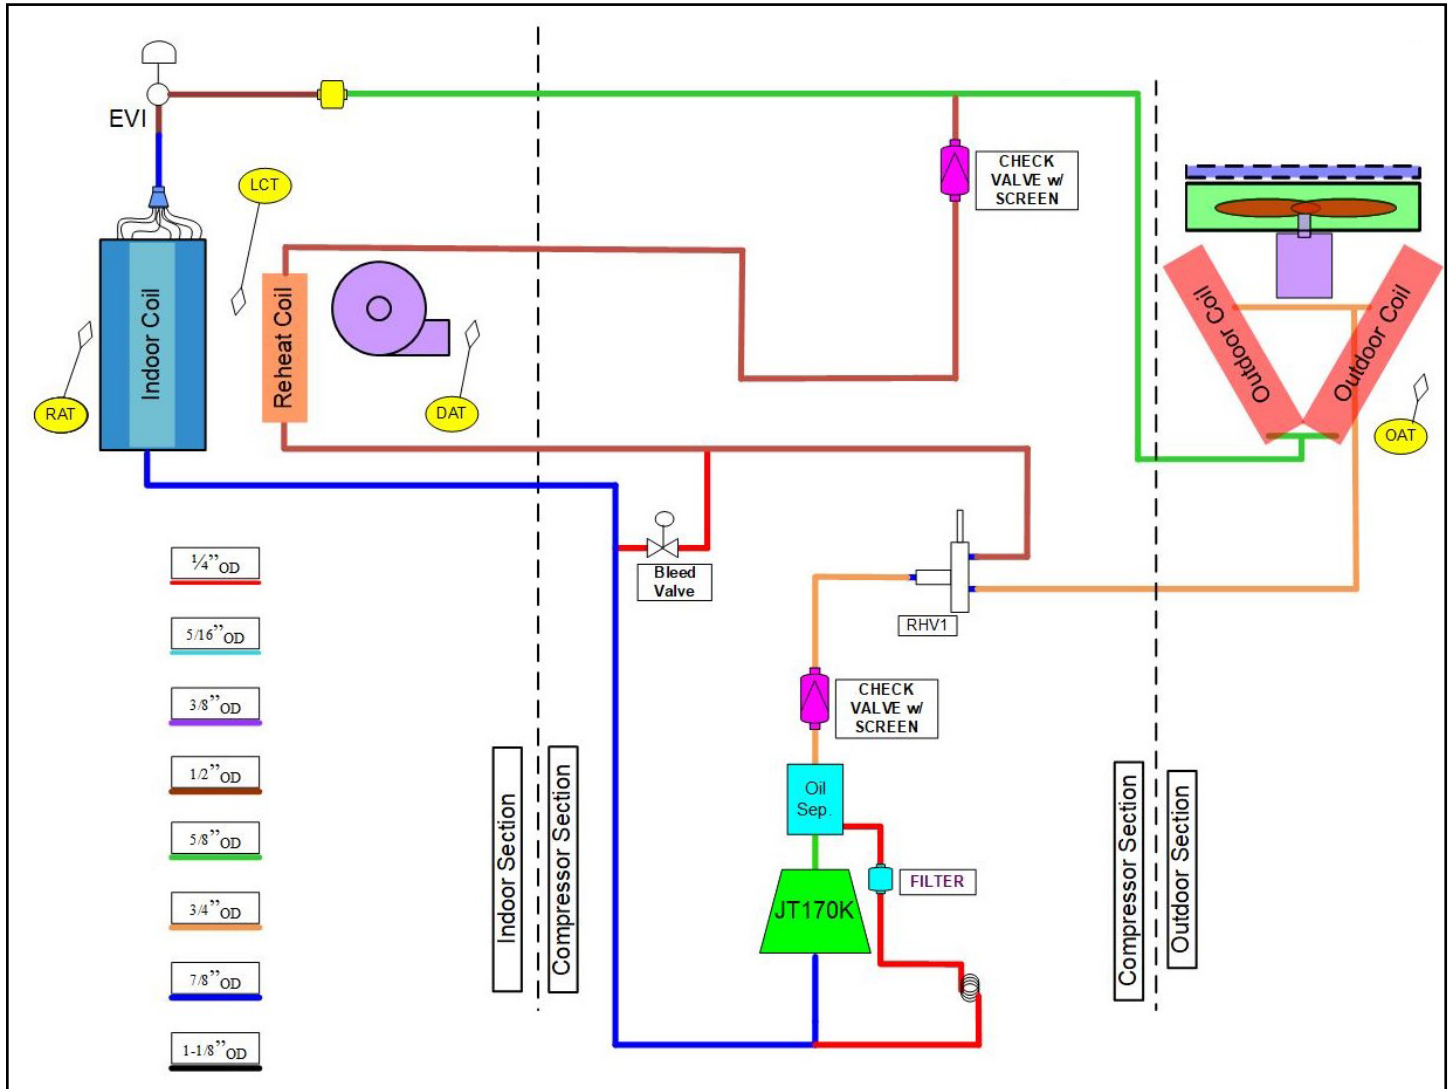 EVI
LCT
CHECK
VALVE w/
SCREEN
Indoor Coil
Reheat Coil
Outdoor Coil
Outdoor Coil
RAT
DAT
OAT
Bleed
Valve
RHV1
CHECK
VALVE w/
SCREEN
Oil
Sep.
FILTER
JT170K
¼”OD
5/16”OD
3/8”OD
1/2”OD
5/8”OD
3/4”OD
7/8”OD
1-1/8”OD
Indoor Section
Compressor Section
Compressor Section
Outdoor Section